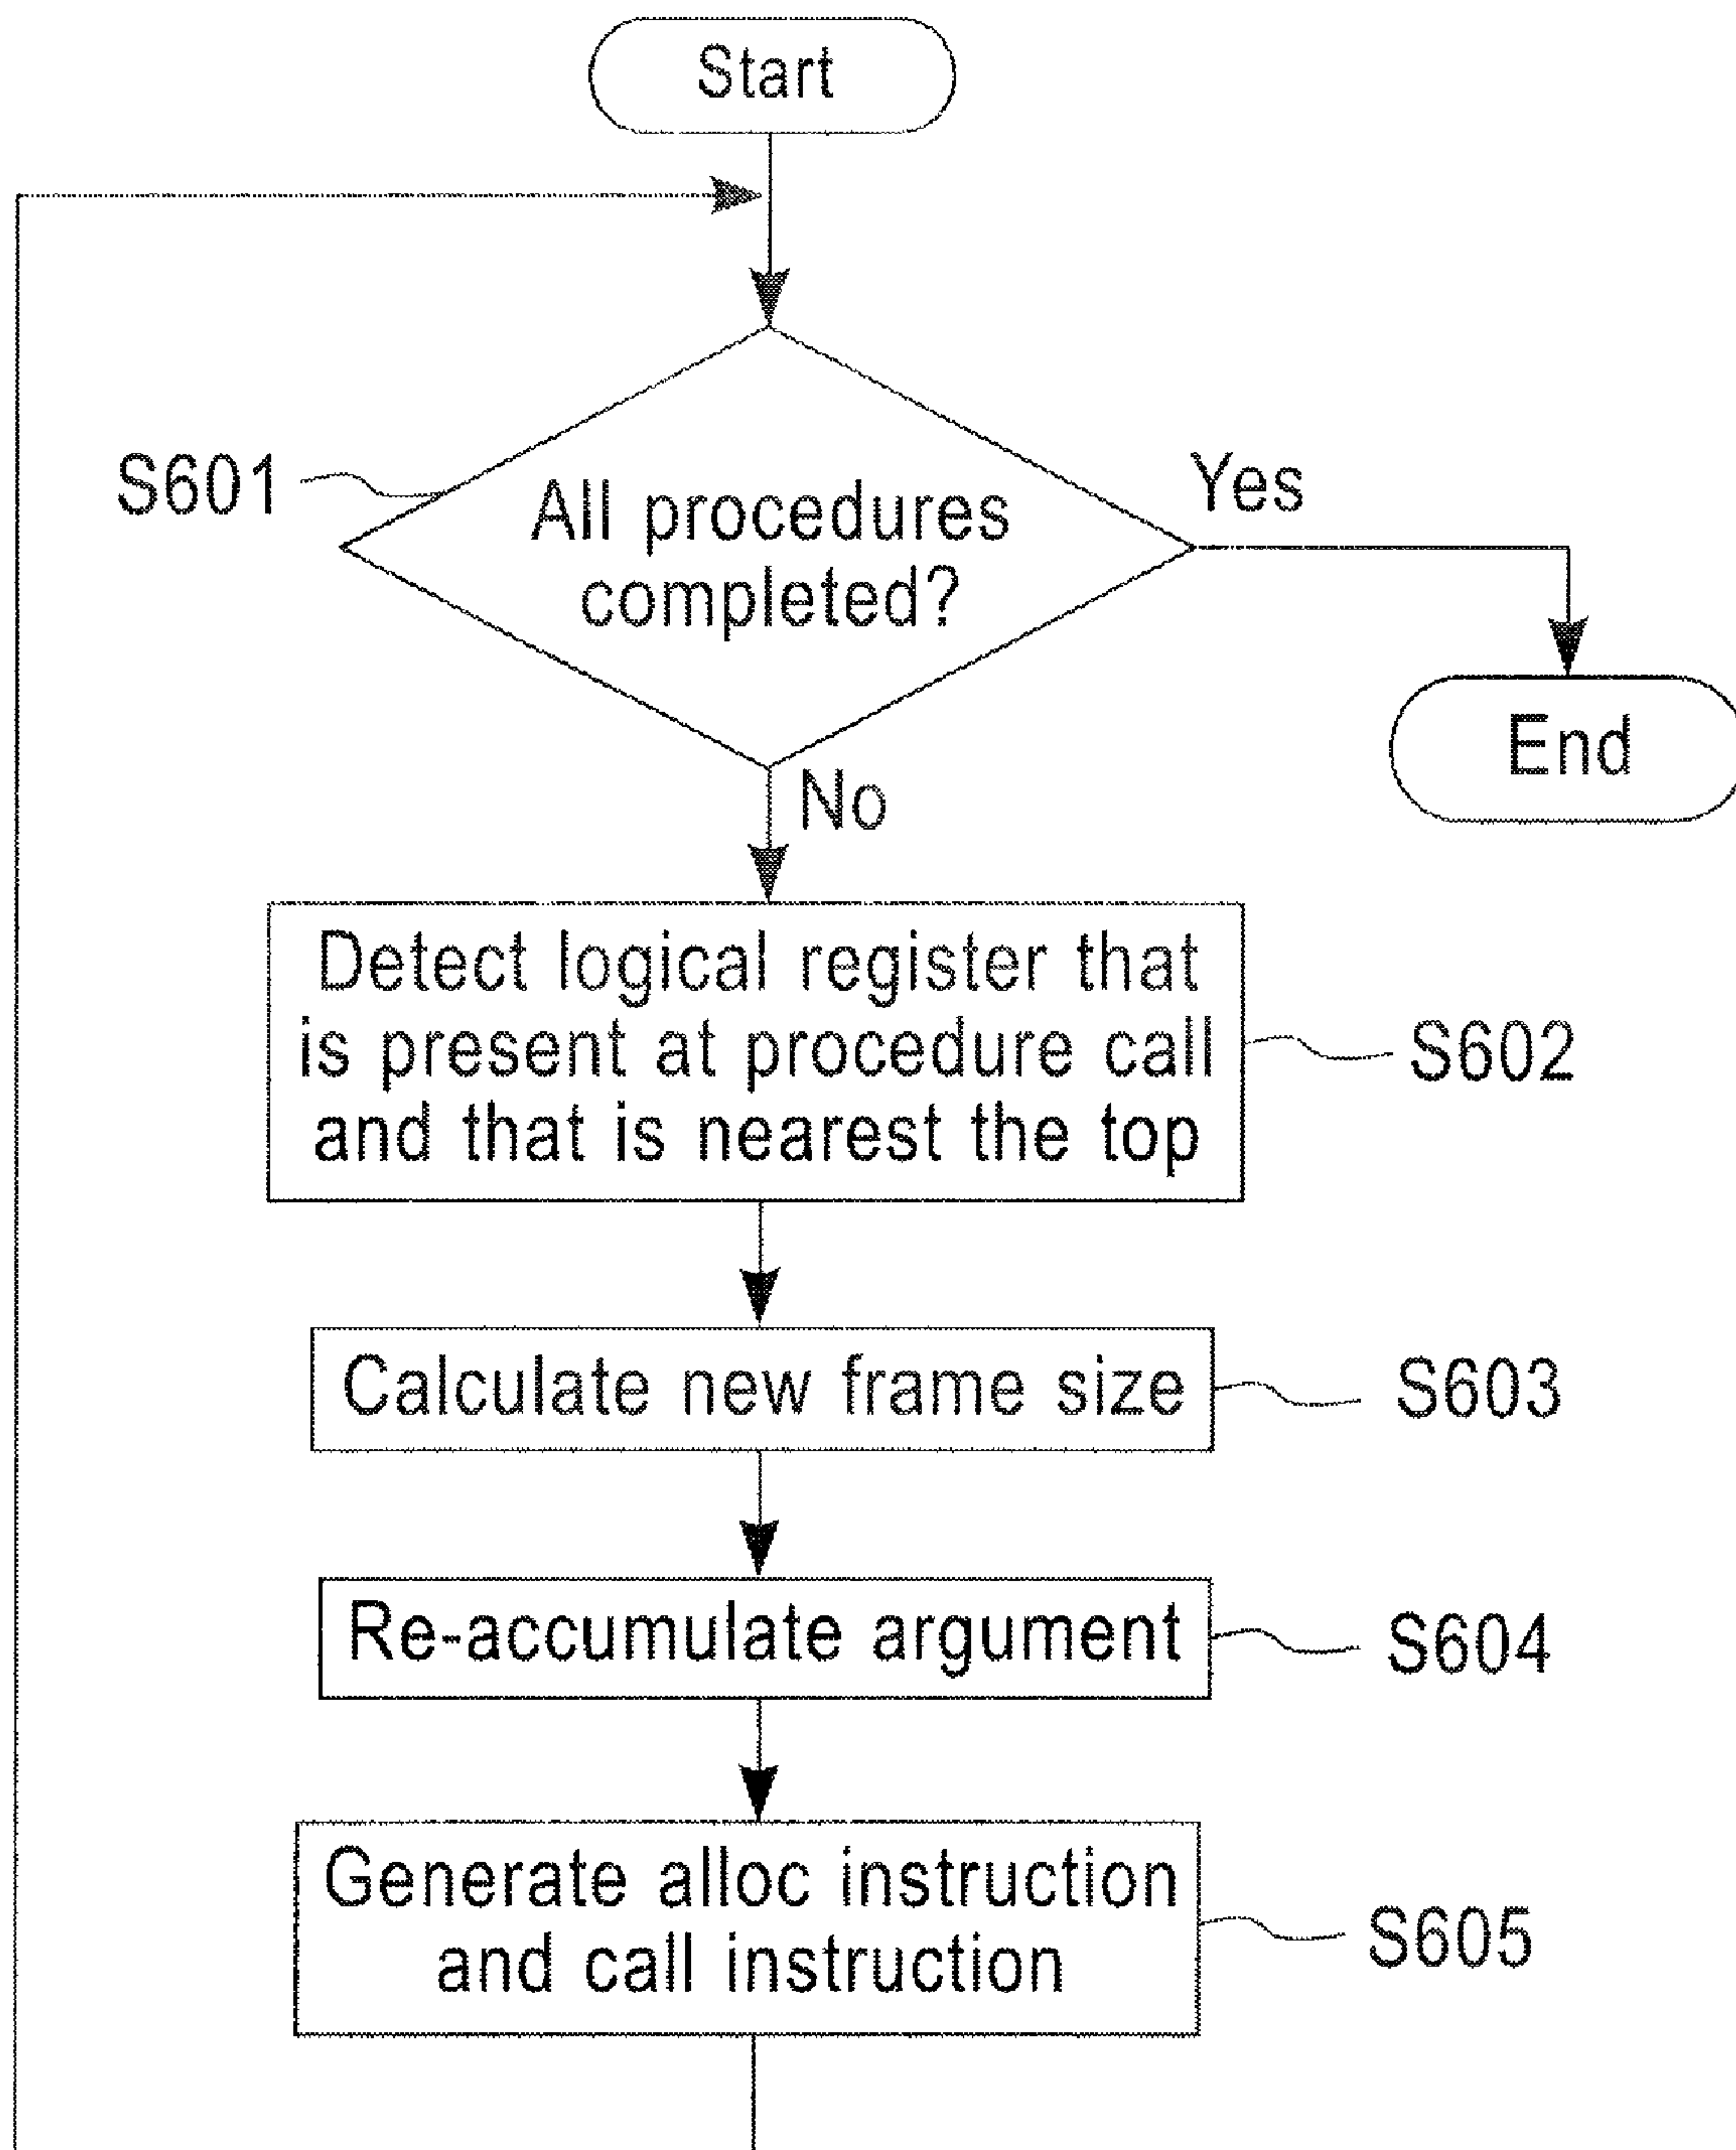 Start
S601
All procedures
completed?
Yes
End
No
Detect logical register that
is present at procedure call
and that is nearest the top
S602
Calculate new frame size
S603
Re-accumulate argument
S604
Generate alloc instruction
and call instruction
S605